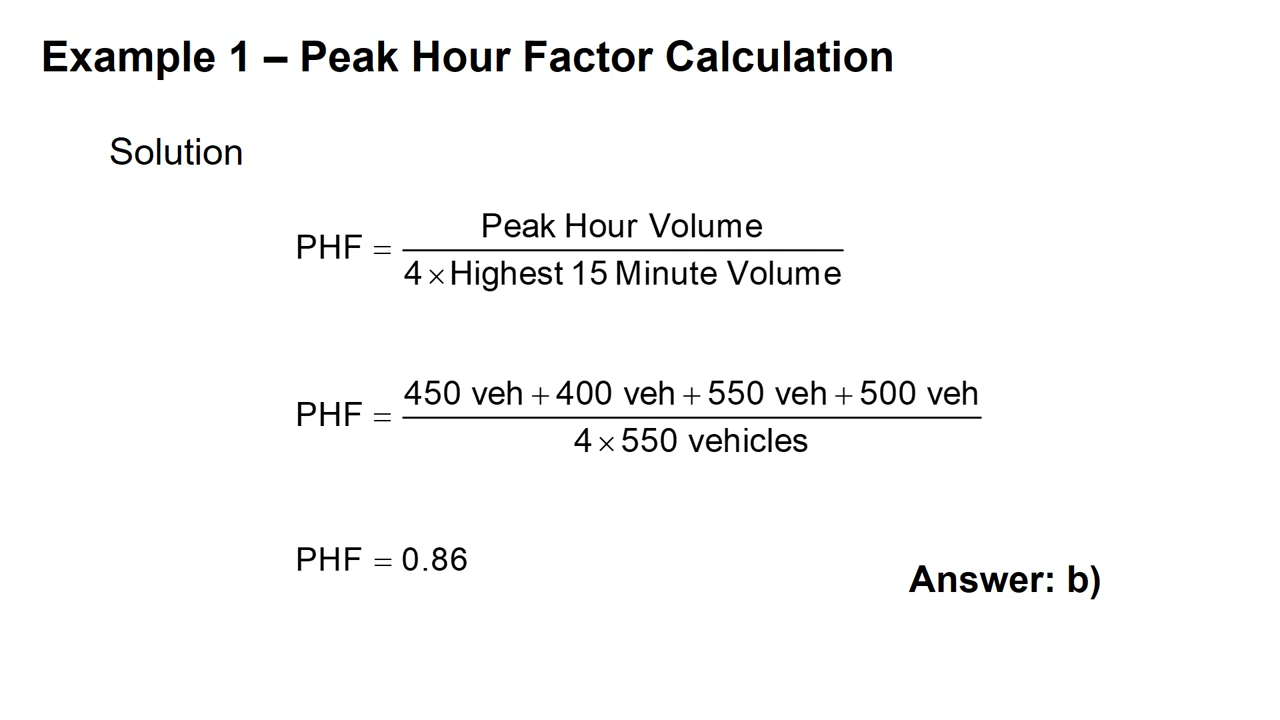 Example 1 – Peak Hour Factor Calculation
Solution
PHF = Peak Hour Volume
4 × Highest 15 Minute Volume
PHF = 450 veh + 400 veh + 550 veh + 500 veh
4 × 550 vehicles
PHF = 0.86
Answer: b)